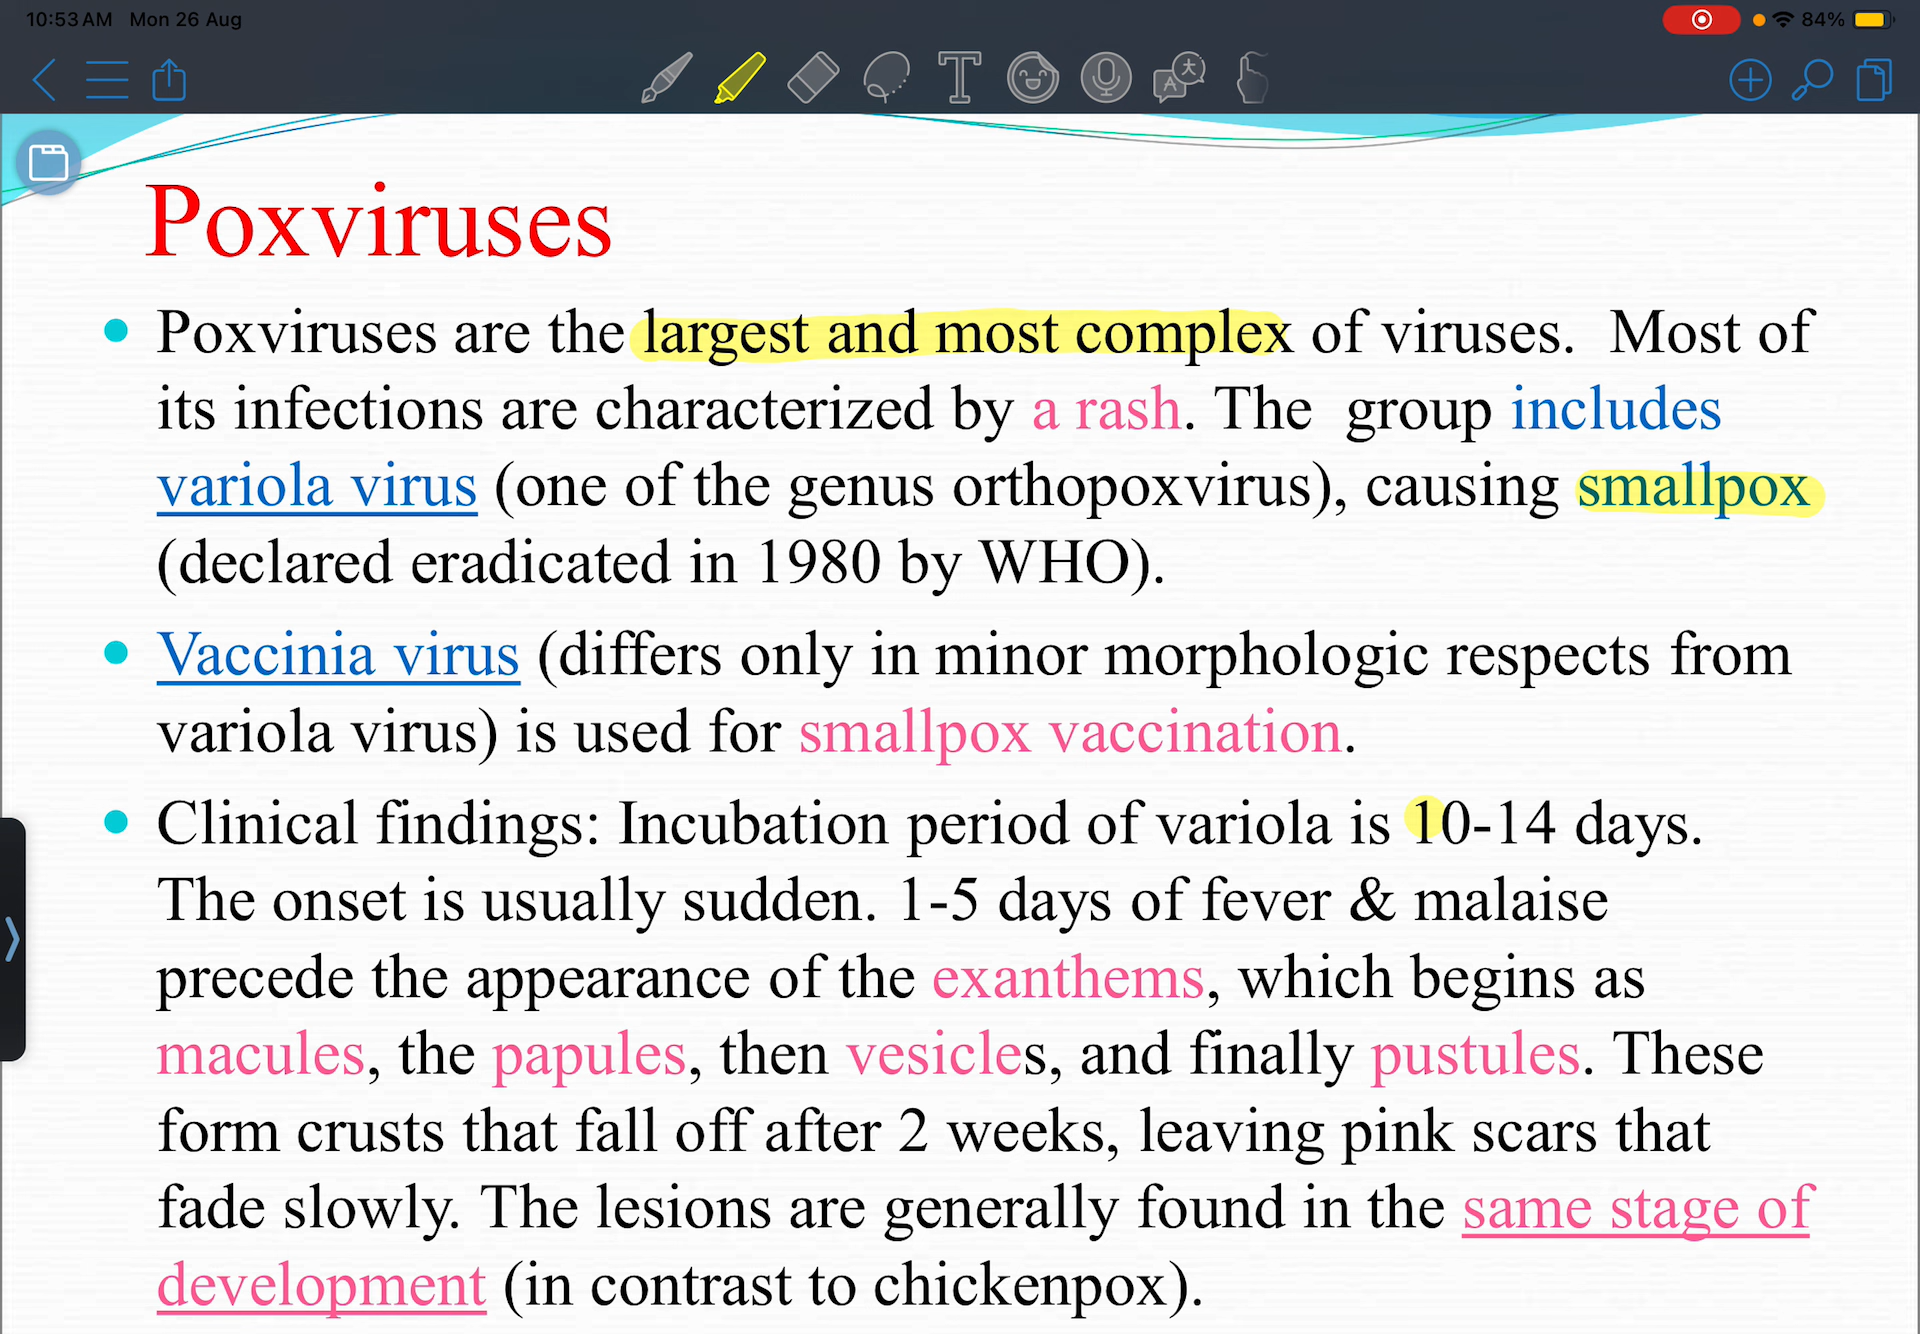 10:53 AM Mon 26 Aug
84%
Poxviruses
• Poxviruses are the largest and most complex of viruses. Most of
its infections are characterized by a rash. The group includes
variola virus (one of the genus orthopoxvirus), causing smallpox
(declared eradicated in 1980 by WHO).
• Vaccinia virus (differs only in minor morphologic respects from
variola virus) is used for smallpox vaccination.
• Clinical findings: Incubation period of variola is 10-14 days.
The onset is usually sudden. 1-5 days of fever & malaise
precede the appearance of the exanthems, which begins as
macules, the papules, then vesicles, and finally pustules. These
form crusts that fall off after 2 weeks, leaving pink scars that
fade slowly. The lesions are generally found in the same stage of
development (in contrast to chickenpox).